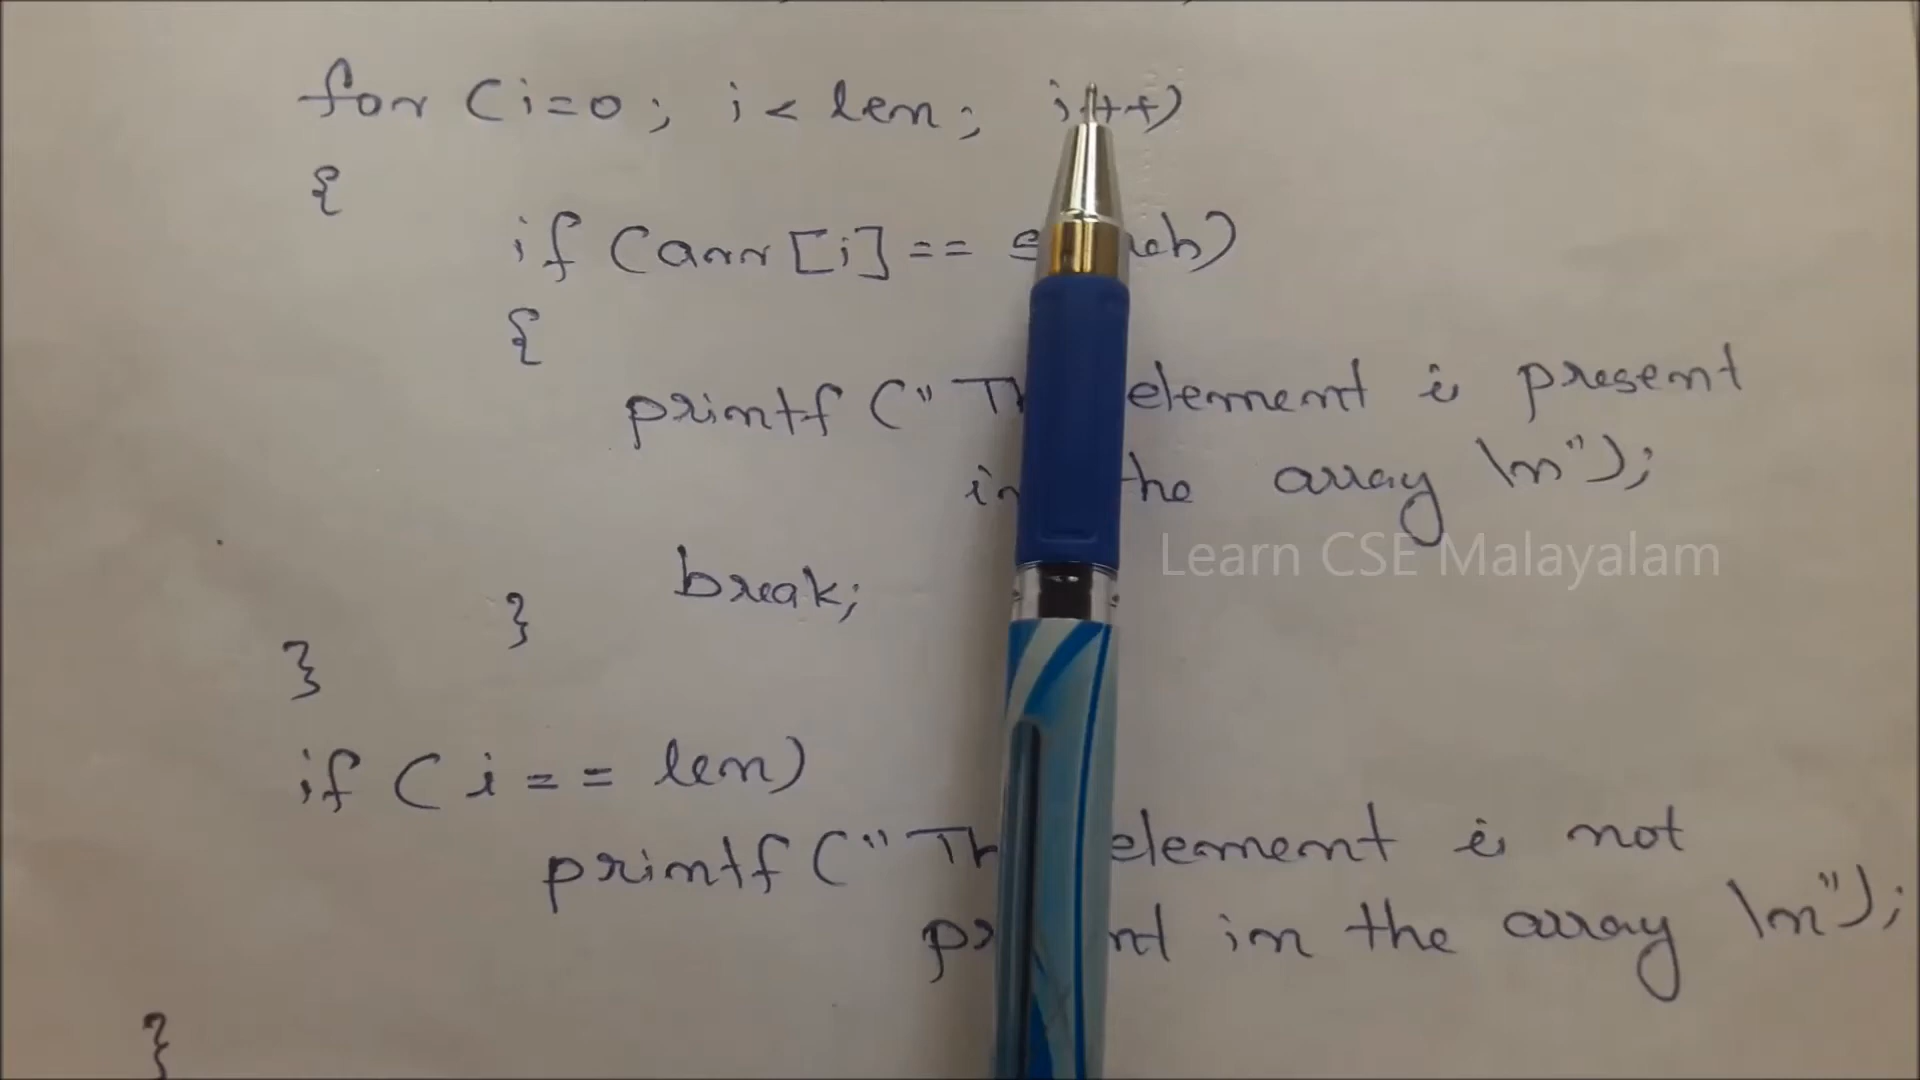 for (i=0; i < len; i++)
{
if (arr[i] ==
{
printf (" element is present
the array \n");
break;
}
}
if (i == len)
printf (" element is not
in the array \n");
}
Learn CSE Malayalam